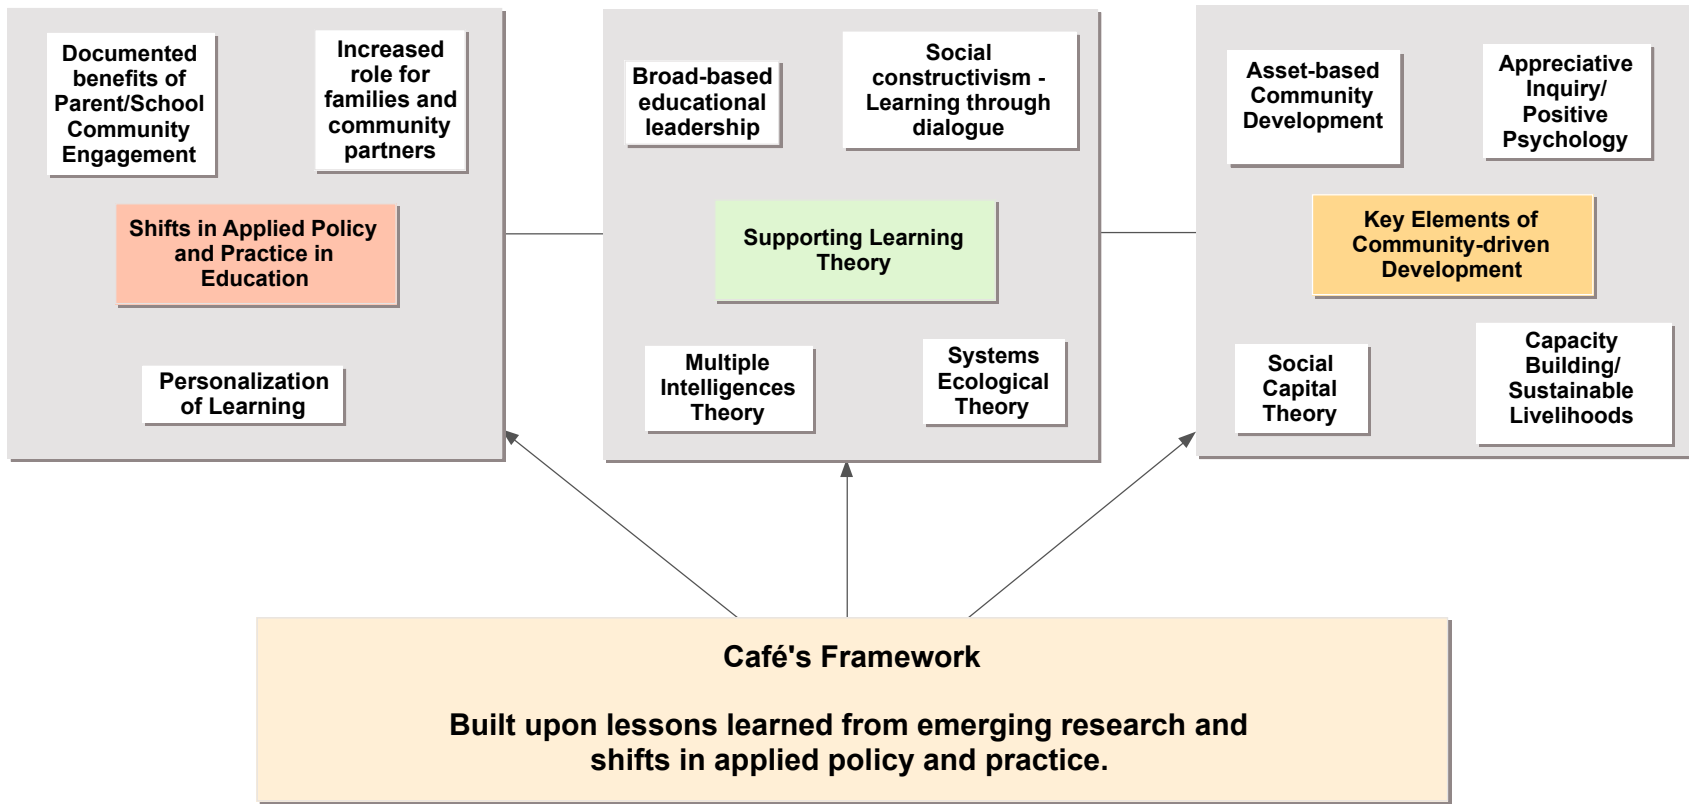 Documented
benefits of
Parent/School
Community
Engagement
Increased
role for
families and
community
partners
Shifts in Applied Policy
and Practice in
Education
Personalization
of Learning
Broad-based
educational
leadership
Social
constructivism -
Learning through
dialogue
Supporting Learning
Theory
Multiple
Intelligences
Theory
Systems
Ecological
Theory
Asset-based
Community
Development
Appreciative
Inquiry/
Positive
Psychology
Key Elements of
Community-driven
Development
Social
Capital
Theory
Capacity
Building/
Sustainable
Livelihoods
Café's Framework
Built upon lessons learned from emerging research and
shifts in applied policy and practice.